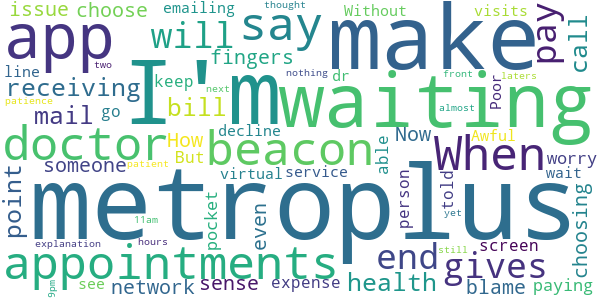 issue choose emailing thought Without visits
app will say make pay call
line receiving fingers
two I'm waiting
patience mail go keep bill next dr nothing front Poor laters almost
doctor How But decline beacon able Now When Awful worry
someone patient virtual service wait
point metroplus person told choosing
pocket even 11am yet
explanation hours still screen
appointments end gives
9pm see network sense expense health blame paying